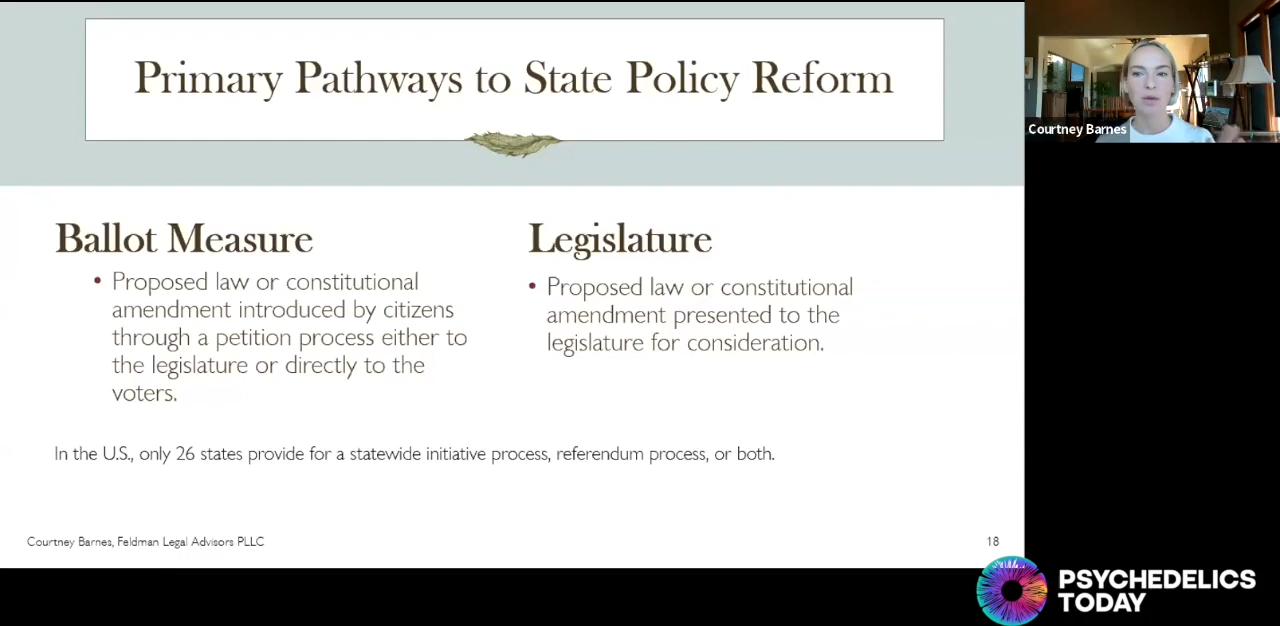 Primary Pathways to State Policy Reform
Courtney Barnes
Ballot Measure
• Proposed law or constitutional
amendment introduced by citizens
through a petition process either to
the legislature or directly to the
voters.
Legislature
• Proposed law or constitutional
amendment presented to the
legislature for consideration.
In the U.S., only 26 states provide for a statewide initiative process, referendum process, or both.
Courtney Barnes, Feldman Legal Advisors PLLC
18
PSYCHEDELICS
TODAY